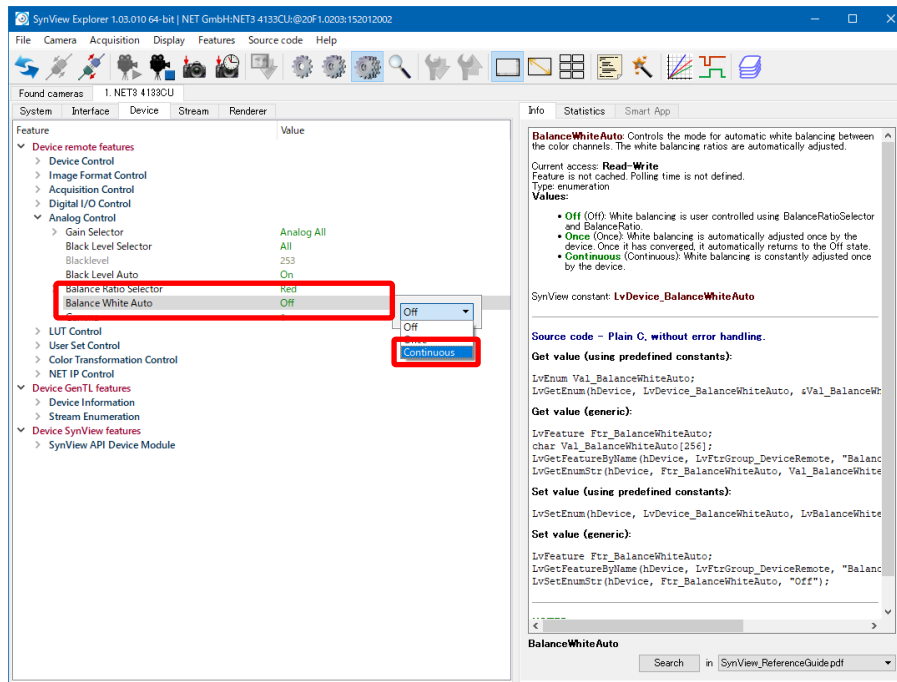 SynView Explorer 1.03.010 64-bit | NET GmbH:NET3 4133CU:@20F1.0203:152012002
File Camera Acquisition Display Features Source code Help
Found cameras 1. NET3 4133CU
System Interface Device Stream Renderer
Feature Value
Device remote features
Device Control
Image Format Control
Acquisition Control
Digital I/O Control
Analog Control
Gain Selector Analog All
Black Level Selector All
Blacklevel 253
Black Level Auto On
Balance Ratio Selector Red
Balance White Auto Off
Off
Off
Once
Continuous
LUT Control
User Set Control
Color Transformation Control
NET IP Control
Device GenTL features
Device Information
Stream Enumeration
Device SynView features
SynView API Device Module
Info Statistics Smart App
BalanceWhiteAuto: Controls the mode for automatic white balancing between
the color channels. The white balancing ratios are automatically adjusted.
Current access: Read-Write
Feature is not cached. Polling time is not defined.
Type: enumeration
Values:
• Off (Off): White balancing is user controlled using BalanceRatioSelector
and BalanceRatio.
• Once (Once): White balancing is automatically adjusted once by the
device. Once it has converged, it automatically returns to the Off state.
• Continuous (Continuous): White balancing is constantly adjusted once
by the device.
SynView constant: LvDevice_BalanceWhiteAuto
Source code - Plain C, without error handling.
Get value (using predefined constants):
LvEnum Val_BalanceWhiteAuto;
LvGetEnum(hDevice, LvDevice_BalanceWhiteAuto, &Val_BalanceWh
Get value (generic):
LvFeature Ftr_BalanceWhiteAuto;
char Val_BalanceWhiteAuto[256];
LvGetFeatureByName(hDevice, LvFtrGroup_DeviceRemote, "Balanc
LvGetEnumStr(hDevice, Ftr_BalanceWhiteAuto, Val_BalanceWhite
Set value (using predefined constants):
LvSetEnum(hDevice, LvDevice_BalanceWhiteAuto, LvBalanceWhite
Set value (generic):
LvFeature Ftr_BalanceWhiteAuto;
LvGetFeatureByName(hDevice, LvFtrGroup_DeviceRemote, "Balanc
LvSetEnumStr(hDevice, Ftr_BalanceWhiteAuto, "Off");
BalanceWhiteAuto
Search in SynView_ReferenceGuide.pdf